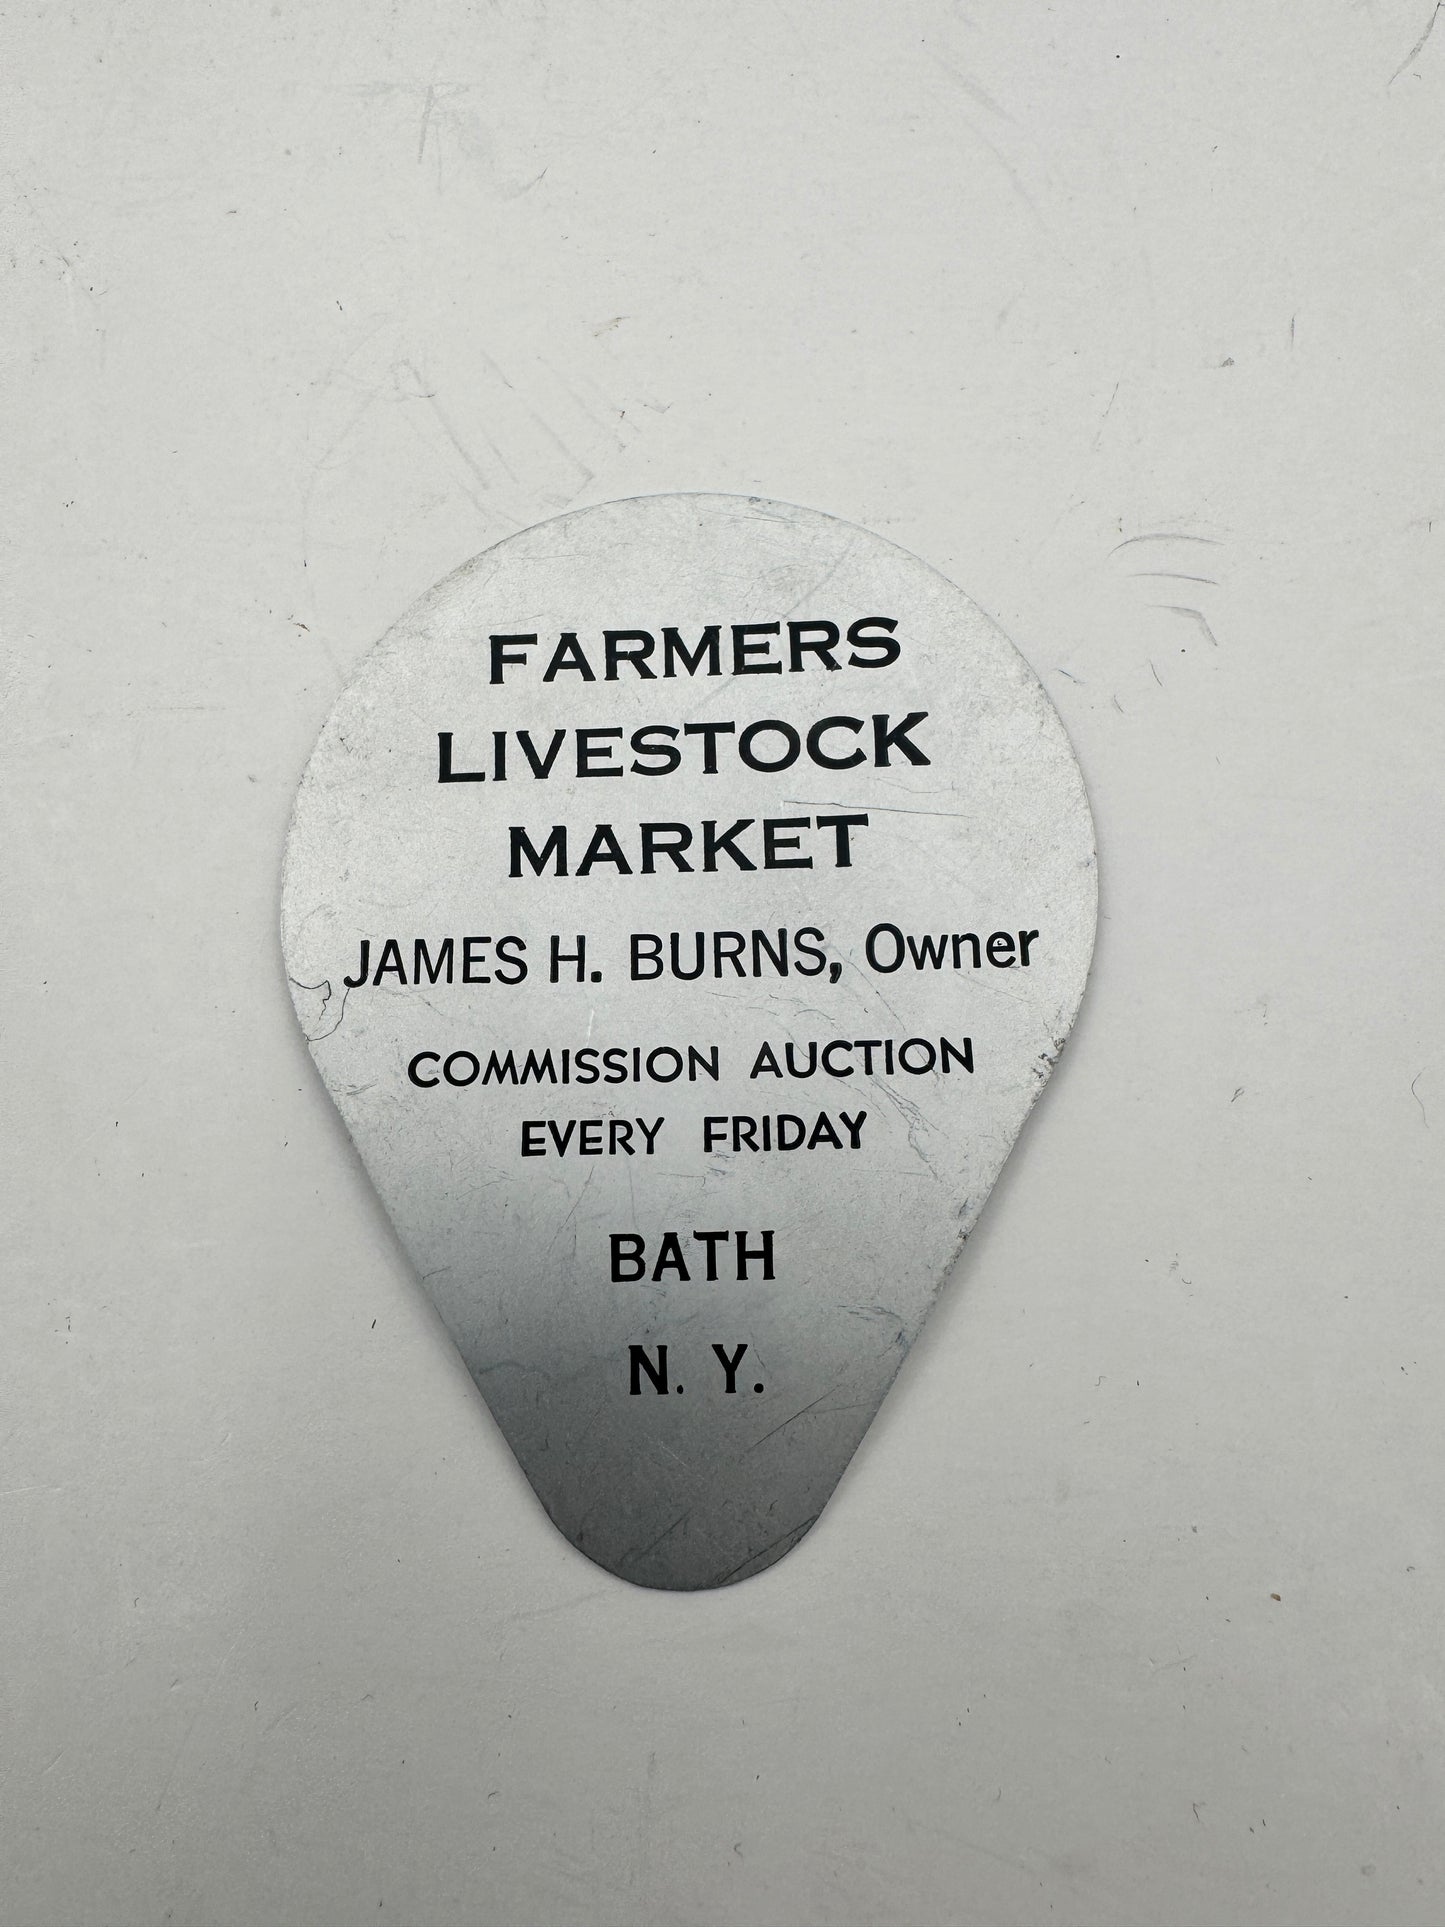 FARMERS
LIVESTOCK
MARKET
JAMES H. BURNS, Owner
COMMISSION AUCTION
EVERY FRIDAY
BATH
N. Y.